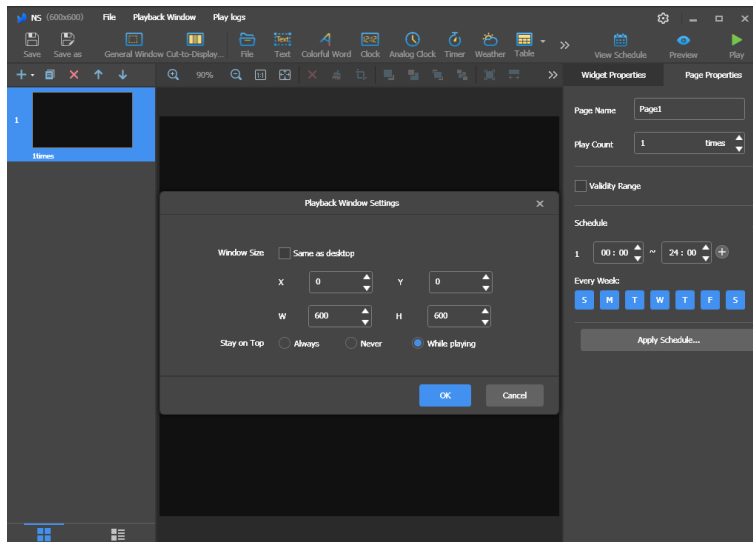 NS (600x600) File Playback Window Play logs
Save Save as General Window Cut-to-Display... File Text Colorful Word Clock Analog Clock Timer Weather Table View Schedule Preview Play
90% 1:1 Widget Properties Page Properties
1
1times
Page Name Page1
Play Count 1 times
Validity Range
Schedule
1 00 : 00 ~ 24 : 00
Every Week:
S M T W T F S
Apply Schedule...
Playback Window Settings
Window Size Same as desktop
X 0 Y 0
W 600 H 600
Stay on Top Always Never While playing
OK Cancel